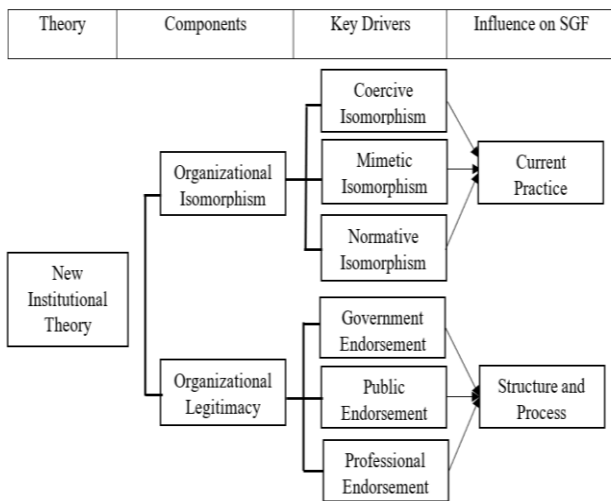 Theory
Components
Key Drivers
Influence on SGF
Coercive
Isomorphism
Organizational
Isomorphism
Mimetic
Isomorphism
Current
Practice
Normative
Isomorphism
New
Institutional
Theory
Government
Endorsement
Organizational
Legitimacy
Public
Endorsement
Structure and
Process
Professional
Endorsement